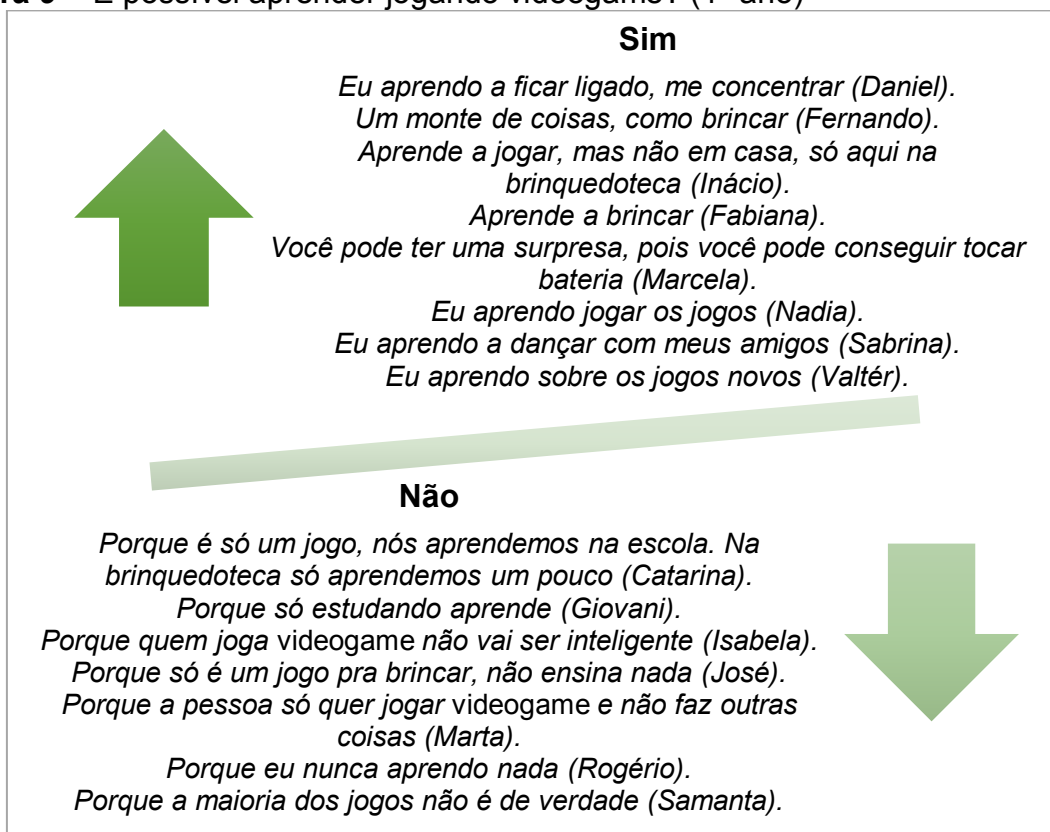 É possível aprender jogando videogame? (4º ano)
Sim
Eu aprendo a ficar ligado, me concentrar (Daniel).
Um monte de coisas, como brincar (Fernando).
Aprende a jogar, mas não em casa, só aqui na
brinquedoteca (Inácio).
Aprende a brincar (Fabiana).
Você pode ter uma surpresa, pois você pode conseguir tocar
bateria (Marcela).
Eu aprendo jogar os jogos (Nadia).
Eu aprendo a dançar com meus amigos (Sabrina).
Eu aprendo sobre os jogos novos (Valtér).
Não
Porque é só um jogo, nós aprendemos na escola. Na
brinquedoteca só aprendemos um pouco (Catarina).
Porque só estudando aprende (Giovani).
Porque quem joga videogame não vai ser inteligente (Isabela).
Porque só é um jogo pra brincar, não ensina nada (José).
Porque a pessoa só quer jogar videogame e não faz outras
coisas (Marta).
Porque eu nunca aprendo nada (Rogério).
Porque a maioria dos jogos não é de verdade (Samanta).